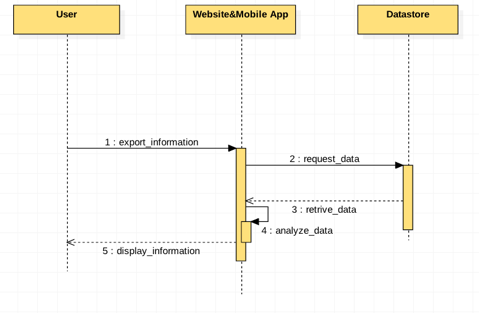 User
Website&Mobile App
Datastore
1 : export_information
2 : request_data
3 : retrive_data
4 : analyze_data
5 : display_information